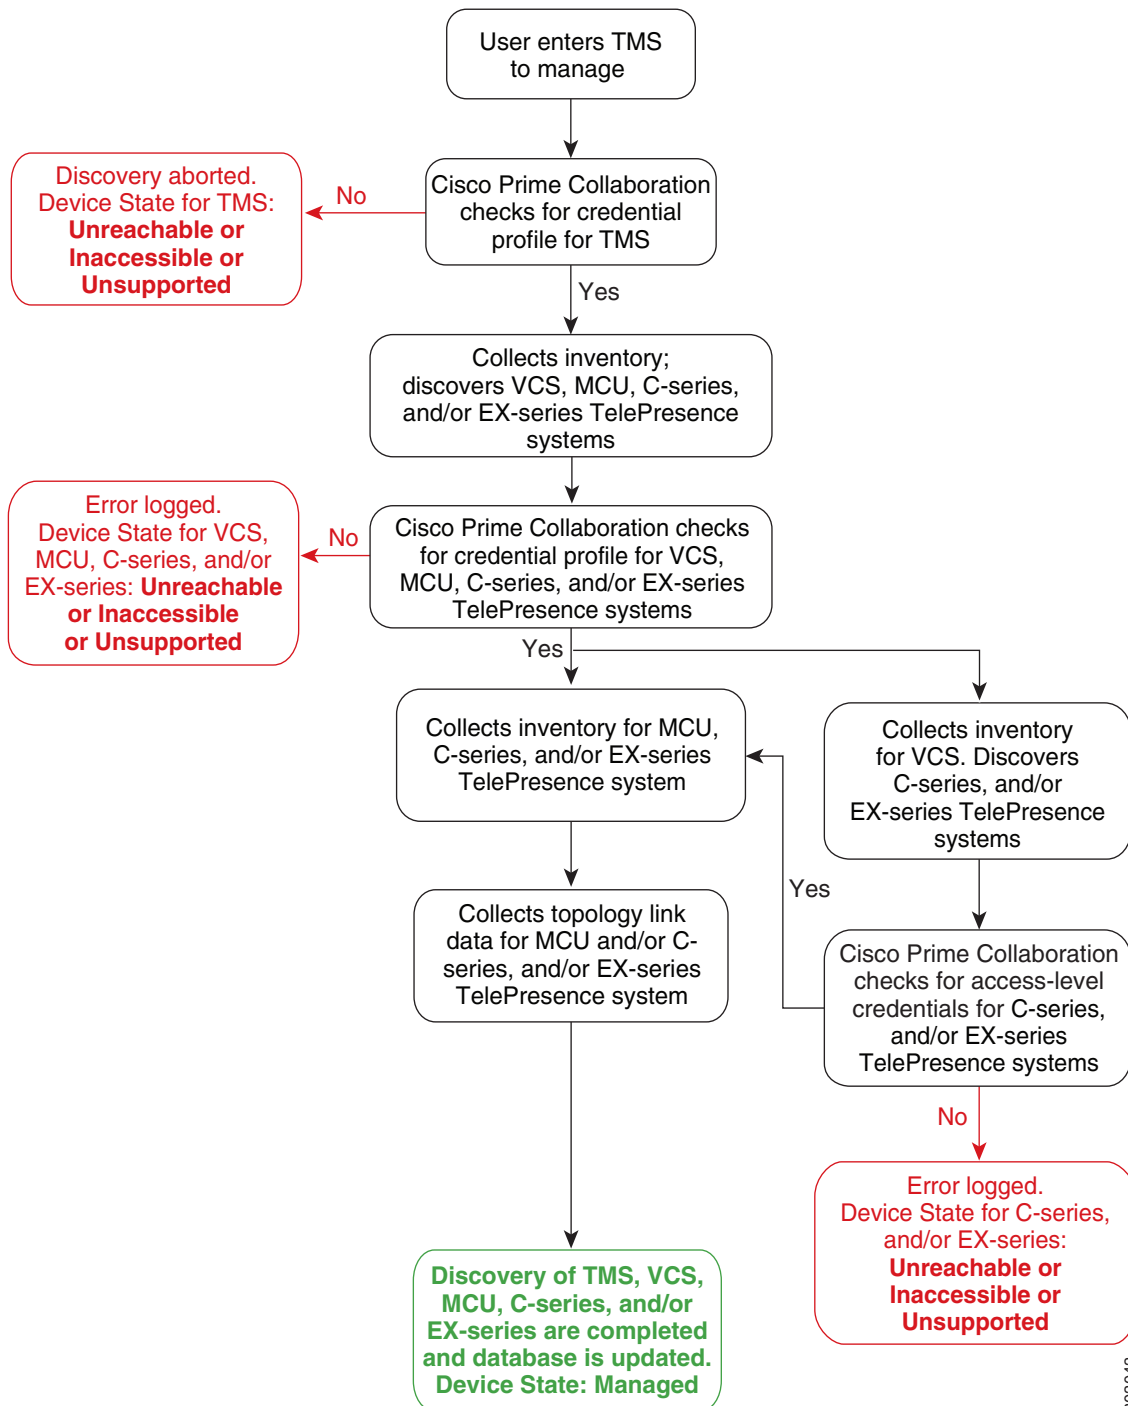 User enters TMS
to manage
Discovery aborted.
Device State for TMS:
Unreachable or
Inaccessible or
Unsupported
No
Cisco Prime Collaboration
checks for credential
profile for TMS
Yes
Collects inventory;
discovers VCS, MCU, C-series,
and/or EX-series TelePresence
systems
Error logged.
Device State for VCS,
MCU, C-series, and/or
EX-series: Unreachable
or Inaccessible
or Unsupported
No
Cisco Prime Collaboration checks
for credential profile for VCS,
MCU, C-series, and/or EX-series
TelePresence systems
Yes
Collects inventory for MCU,
C-series, and/or EX-series
TelePresence system
Collects inventory
for VCS. Discovers
C-series, and/or
EX-series TelePresence
systems
Yes
Collects topology link
data for MCU and/or C-
series, and/or EX-series
TelePresence system
Cisco Prime Collaboration
checks for access-level
credentials for C-series,
and/or EX-series
TelePresence systems
No
Error logged.
Device State for C-series,
and/or EX-series:
Unreachable or
Inaccessible or
Unsupported
Discovery of TMS, VCS,
MCU, C-series, and/or
EX-series are completed
and database is updated.
Device State: Managed